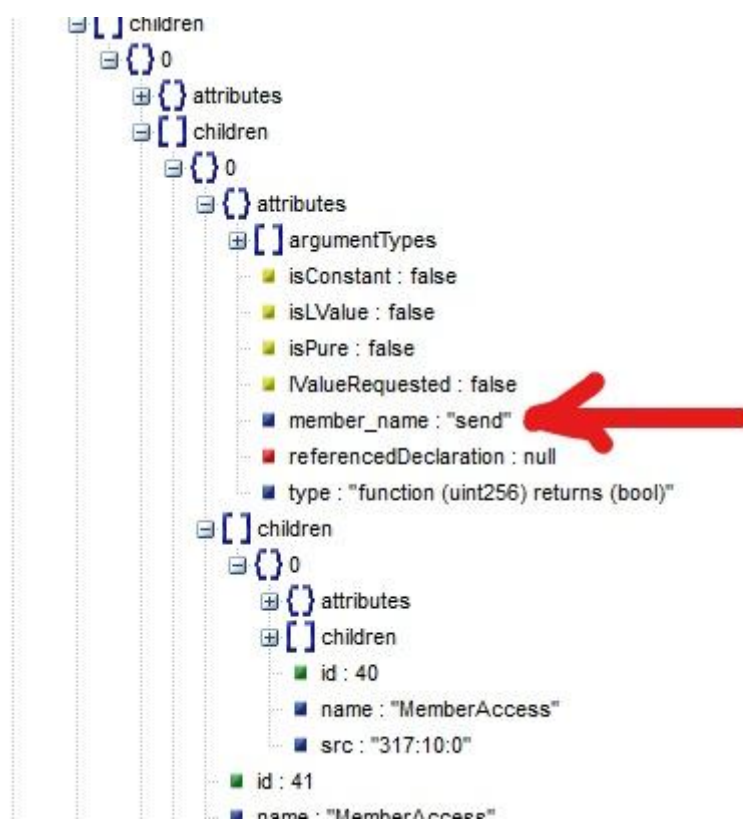 [ ] children
{} 0
{} attributes
[ ] children
{} 0
{} attributes
[ ] argumentTypes
isConstant : false
isLValue : false
isPure : false
lValueRequested : false
member_name : "send"
referencedDeclaration : null
type : "function (uint256) returns (bool)"
[ ] children
{} 0
{} attributes
[ ] children
id : 40
name : "MemberAccess"
src : "317:10:0"
id : 41
name : "MemberAccess"